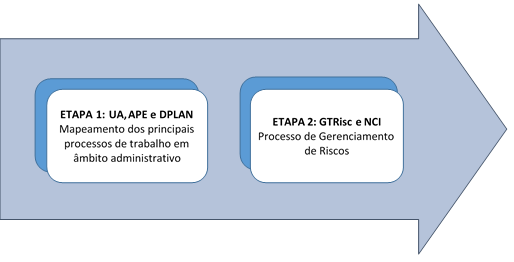 ETAPA 1: UA, APE e DPLAN
Mapeamento dos principais
processos de trabalho em
âmbito administrativo
ETAPA 2: GTRisc e NCI
Processo de Gerenciamento
de Riscos